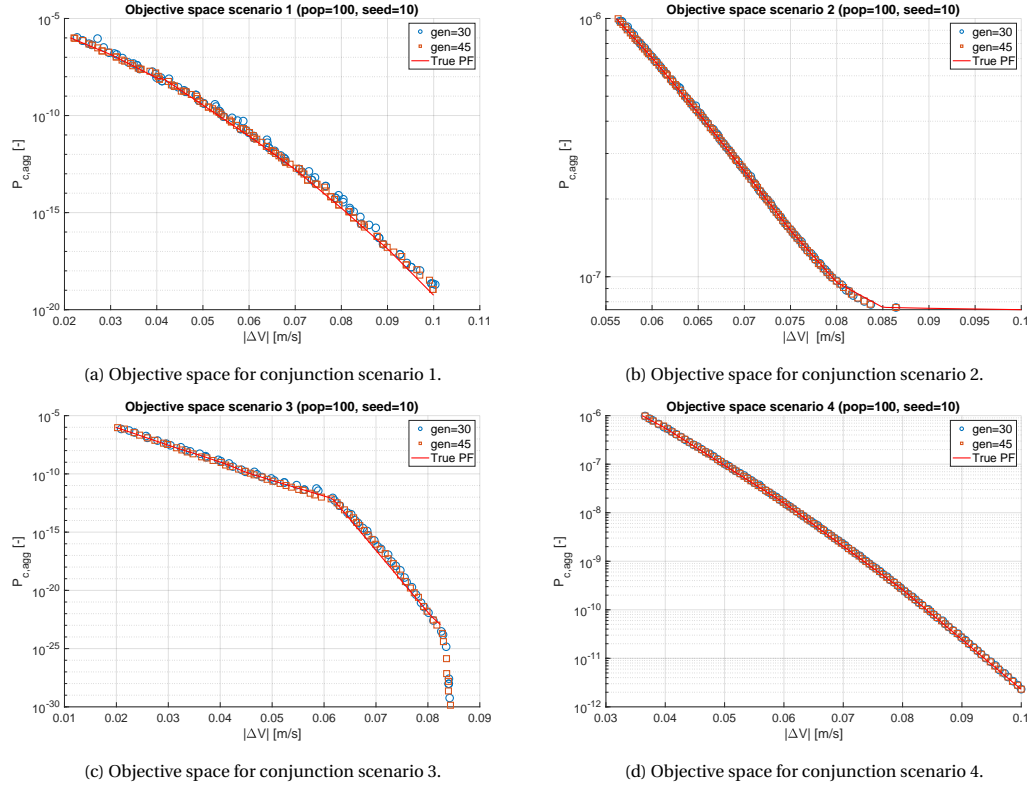 Objective space scenario 1 (pop=100, seed=10)
10^-5
10^-10
10^-15
10^-20
P_c,agg [-]
gen=30
gen=45
True PF
0.02 0.03 0.04 0.05 0.06 0.07 0.08 0.09 0.1 0.11
|ΔV| [m/s]
(a) Objective space for conjunction scenario 1.
Objective space scenario 2 (pop=100, seed=10)
10^-6
10^-7
P_c,agg [-]
gen=30
gen=45
True PF
0.055 0.06 0.065 0.07 0.075 0.08 0.085 0.09 0.095 0.1
|ΔV| [m/s]
(b) Objective space for conjunction scenario 2.
Objective space scenario 3 (pop=100, seed=10)
10^-5
10^-10
10^-15
10^-20
10^-25
10^-30
P_c,agg [-]
gen=30
gen=45
True PF
0.01 0.02 0.03 0.04 0.05 0.06 0.07 0.08 0.09
|ΔV| [m/s]
(c) Objective space for conjunction scenario 3.
Objective space scenario 4 (pop=100, seed=10)
10^-6
10^-7
10^-8
10^-9
10^-10
10^-11
10^-12
P_c,agg [-]
gen=30
gen=45
True PF
0.03 0.04 0.05 0.06 0.07 0.08 0.09 0.1
|ΔV| [m/s]
(d) Objective space for conjunction scenario 4.